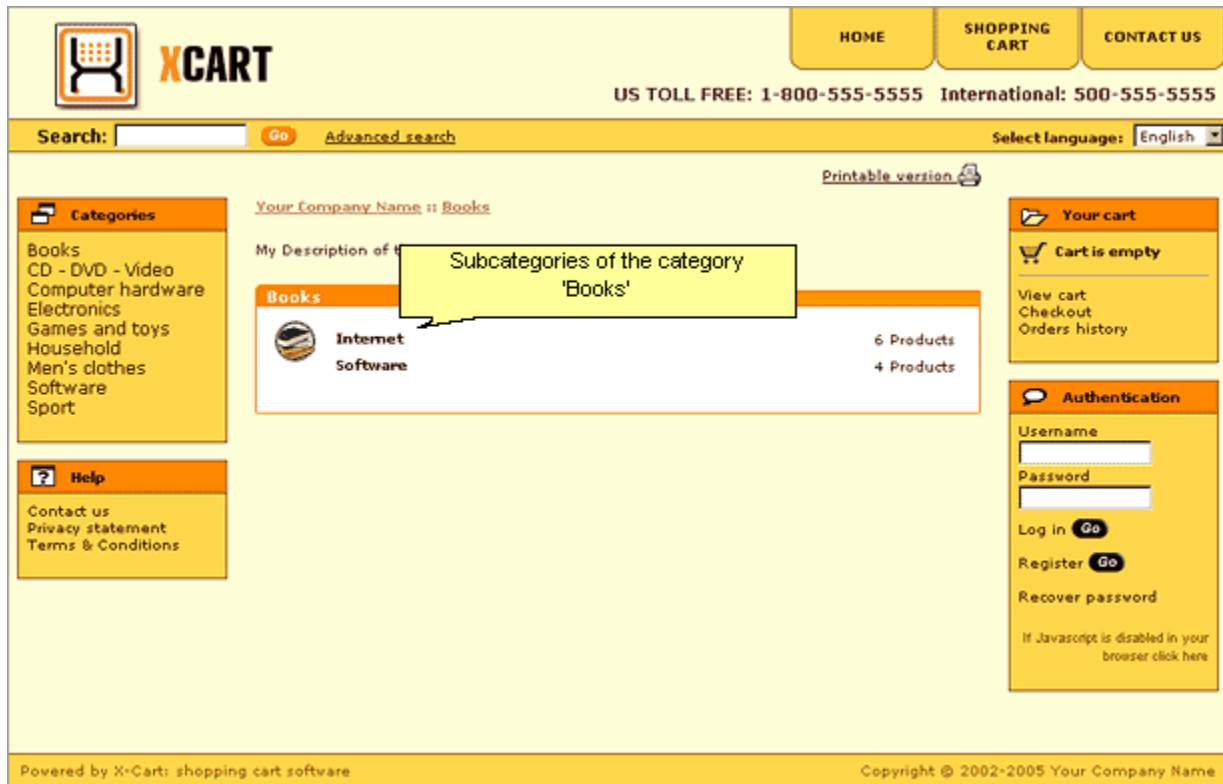 XCART
HOME
SHOPPING
CART
CONTACT US
US TOLL FREE: 1-800-555-5555 International: 500-555-5555
Search:
Go
Advanced search
Select language:
English
Printable version
Categories
Books
CD - DVD - Video
Computer hardware
Electronics
Games and toys
Household
Men's clothes
Software
Sport
Help
Contact us
Privacy statement
Terms & Conditions
Your Company Name :: Books
My Description of t
Subcategories of the category
'Books'
Books
Internet 6 Products
Software 4 Products
Your cart
Cart is empty
View cart
Checkout
Orders history
Authentication
Username
Password
Log in Go
Register Go
Recover password
If Javascript is disabled in your
browser click here
Powered by X-Cart: shopping cart software
Copyright © 2002-2005 Your Company Name